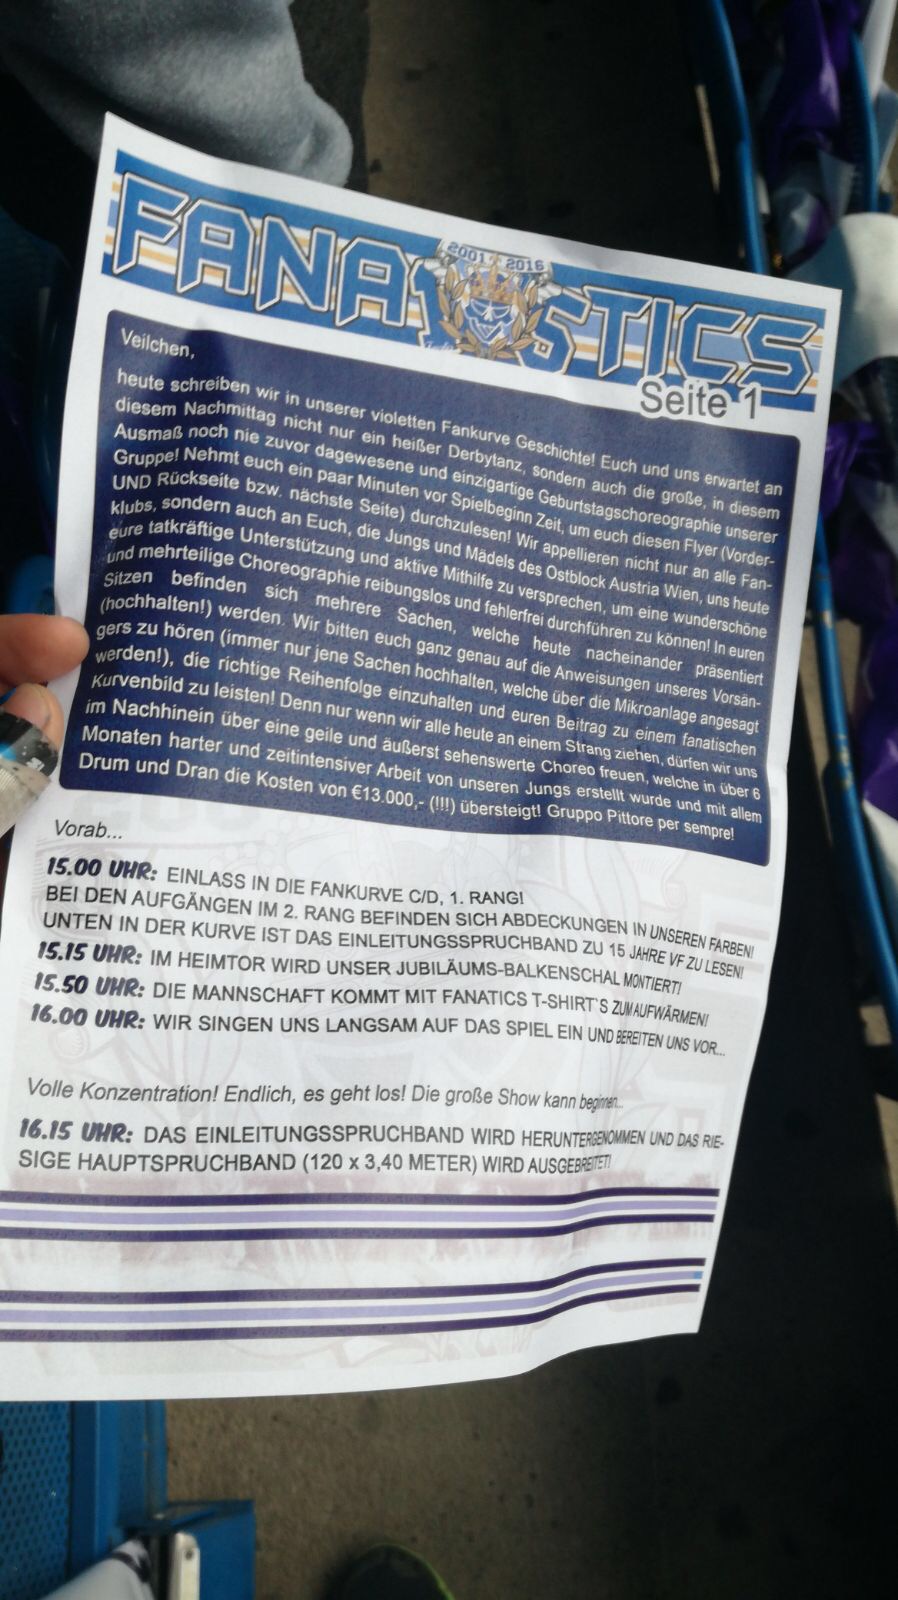 FANATICS
2001 2016
Seite 1
Veilchen,
heute schreiben wir in unserer violetten Fankurve Geschichte! Euch und uns erwartet an
diesem Nachmittag nicht nur ein heißer Derbytanz, sondern auch die große, in diesem
Ausmaß noch nie zuvor dagewesene und einzigartige Geburtstagschoreographie unserer
Gruppe! Nehmt euch ein paar Minuten vor Spielbeginn Zeit, um euch diesen Flyer (Vorder-
UND Rückseite bzw. nächste Seite) durchzulesen! Wir appellieren nicht nur an alle Fan-
klubs, sondern auch an Euch, die Jungs und Mädels des Ostblock Austria Wien, uns heute
eure tatkräftige Unterstützung und aktive Mithilfe zu versprechen, um eine wunderschöne
und mehrteilige Choreographie reibungslos und fehlerfrei durchführen zu können! In euren
Sitzen befinden sich mehrere Sachen, welche heute nacheinander präsentiert
(hochhalten!) werden. Wir bitten euch ganz genau auf die Anweisungen unseres Vorsän-
gers zu hören (immer nur jene Sachen hochhalten, welche über die Mikroanlage angesagt
werden!), die richtige Reihenfolge einzuhalten und euren Beitrag zu einem fanatischen
Kurvenbild zu leisten! Denn nur wenn wir alle heute an einem Strang ziehen, dürfen wir uns
im Nachhinein über eine geile und äußerst sehenswerte Choreo freuen, welche in über 6
Monaten harter und zeitintensiver Arbeit von unseren Jungs erstellt wurde und mit allem
Drum und Dran die Kosten von €13.000,- (!!!) übersteigt! Gruppo Pittore per sempre!
Vorab...
15.00 UHR: EINLASS IN DIE FANKURVE C/D, 1. RANG!
BEI DEN AUFGÄNGEN IM 2. RANG BEFINDEN SICH ABDECKUNGEN IN UNSEREN FARBEN!
UNTEN IN DER KURVE IST DAS EINLEITUNGSSPRUCHBAND ZU 15 JAHRE VF ZU LESEN!
15.15 UHR: IM HEIMTOR WIRD UNSER JUBILÄUMS-BALKENSCHAL MONTIERT!
15.50 UHR: DIE MANNSCHAFT KOMMT MIT FANATICS T-SHIRT`S ZUM AUFWÄRMEN!
16.00 UHR: WIR SINGEN UNS LANGSAM AUF DAS SPIEL EIN UND BEREITEN UNS VOR...
Volle Konzentration! Endlich, es geht los! Die große Show kann beginnen...
16.15 UHR: DAS EINLEITUNGSSPRUCHBAND WIRD HERUNTERGENOMMEN UND DAS RIE-
SIGE HAUPTSPRUCHBAND (120 x 3,40 METER) WIRD AUSGEBREITET!